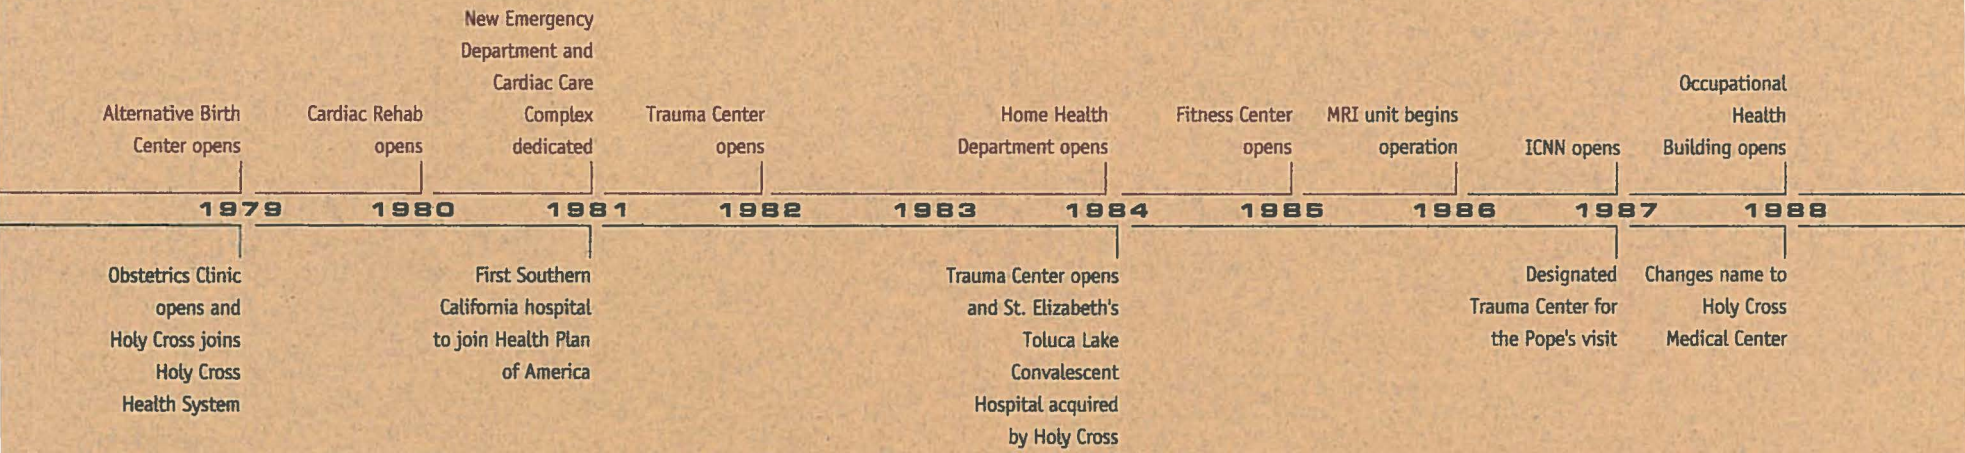 New Emergency
Department and
Cardiac Care
Complex
dedicated
Alternative Birth
Center opens
Cardiac Rehab
opens
Trauma Center
opens
Home Health
Department opens
Fitness Center
opens
MRI unit begins
operation
ICNN opens
Occupational
Health
Building opens
1979 1980 1981 1982 1983 1984 1985 1986 1987 1988
Obstetrics Clinic
opens and
Holy Cross joins
Holy Cross
Health System
First Southern
California hospital
to join Health Plan
of America
Trauma Center opens
and St. Elizabeth's
Toluca Lake
Convalescent
Hospital acquired
by Holy Cross
Designated
Trauma Center for
the Pope's visit
Changes name to
Holy Cross
Medical Center